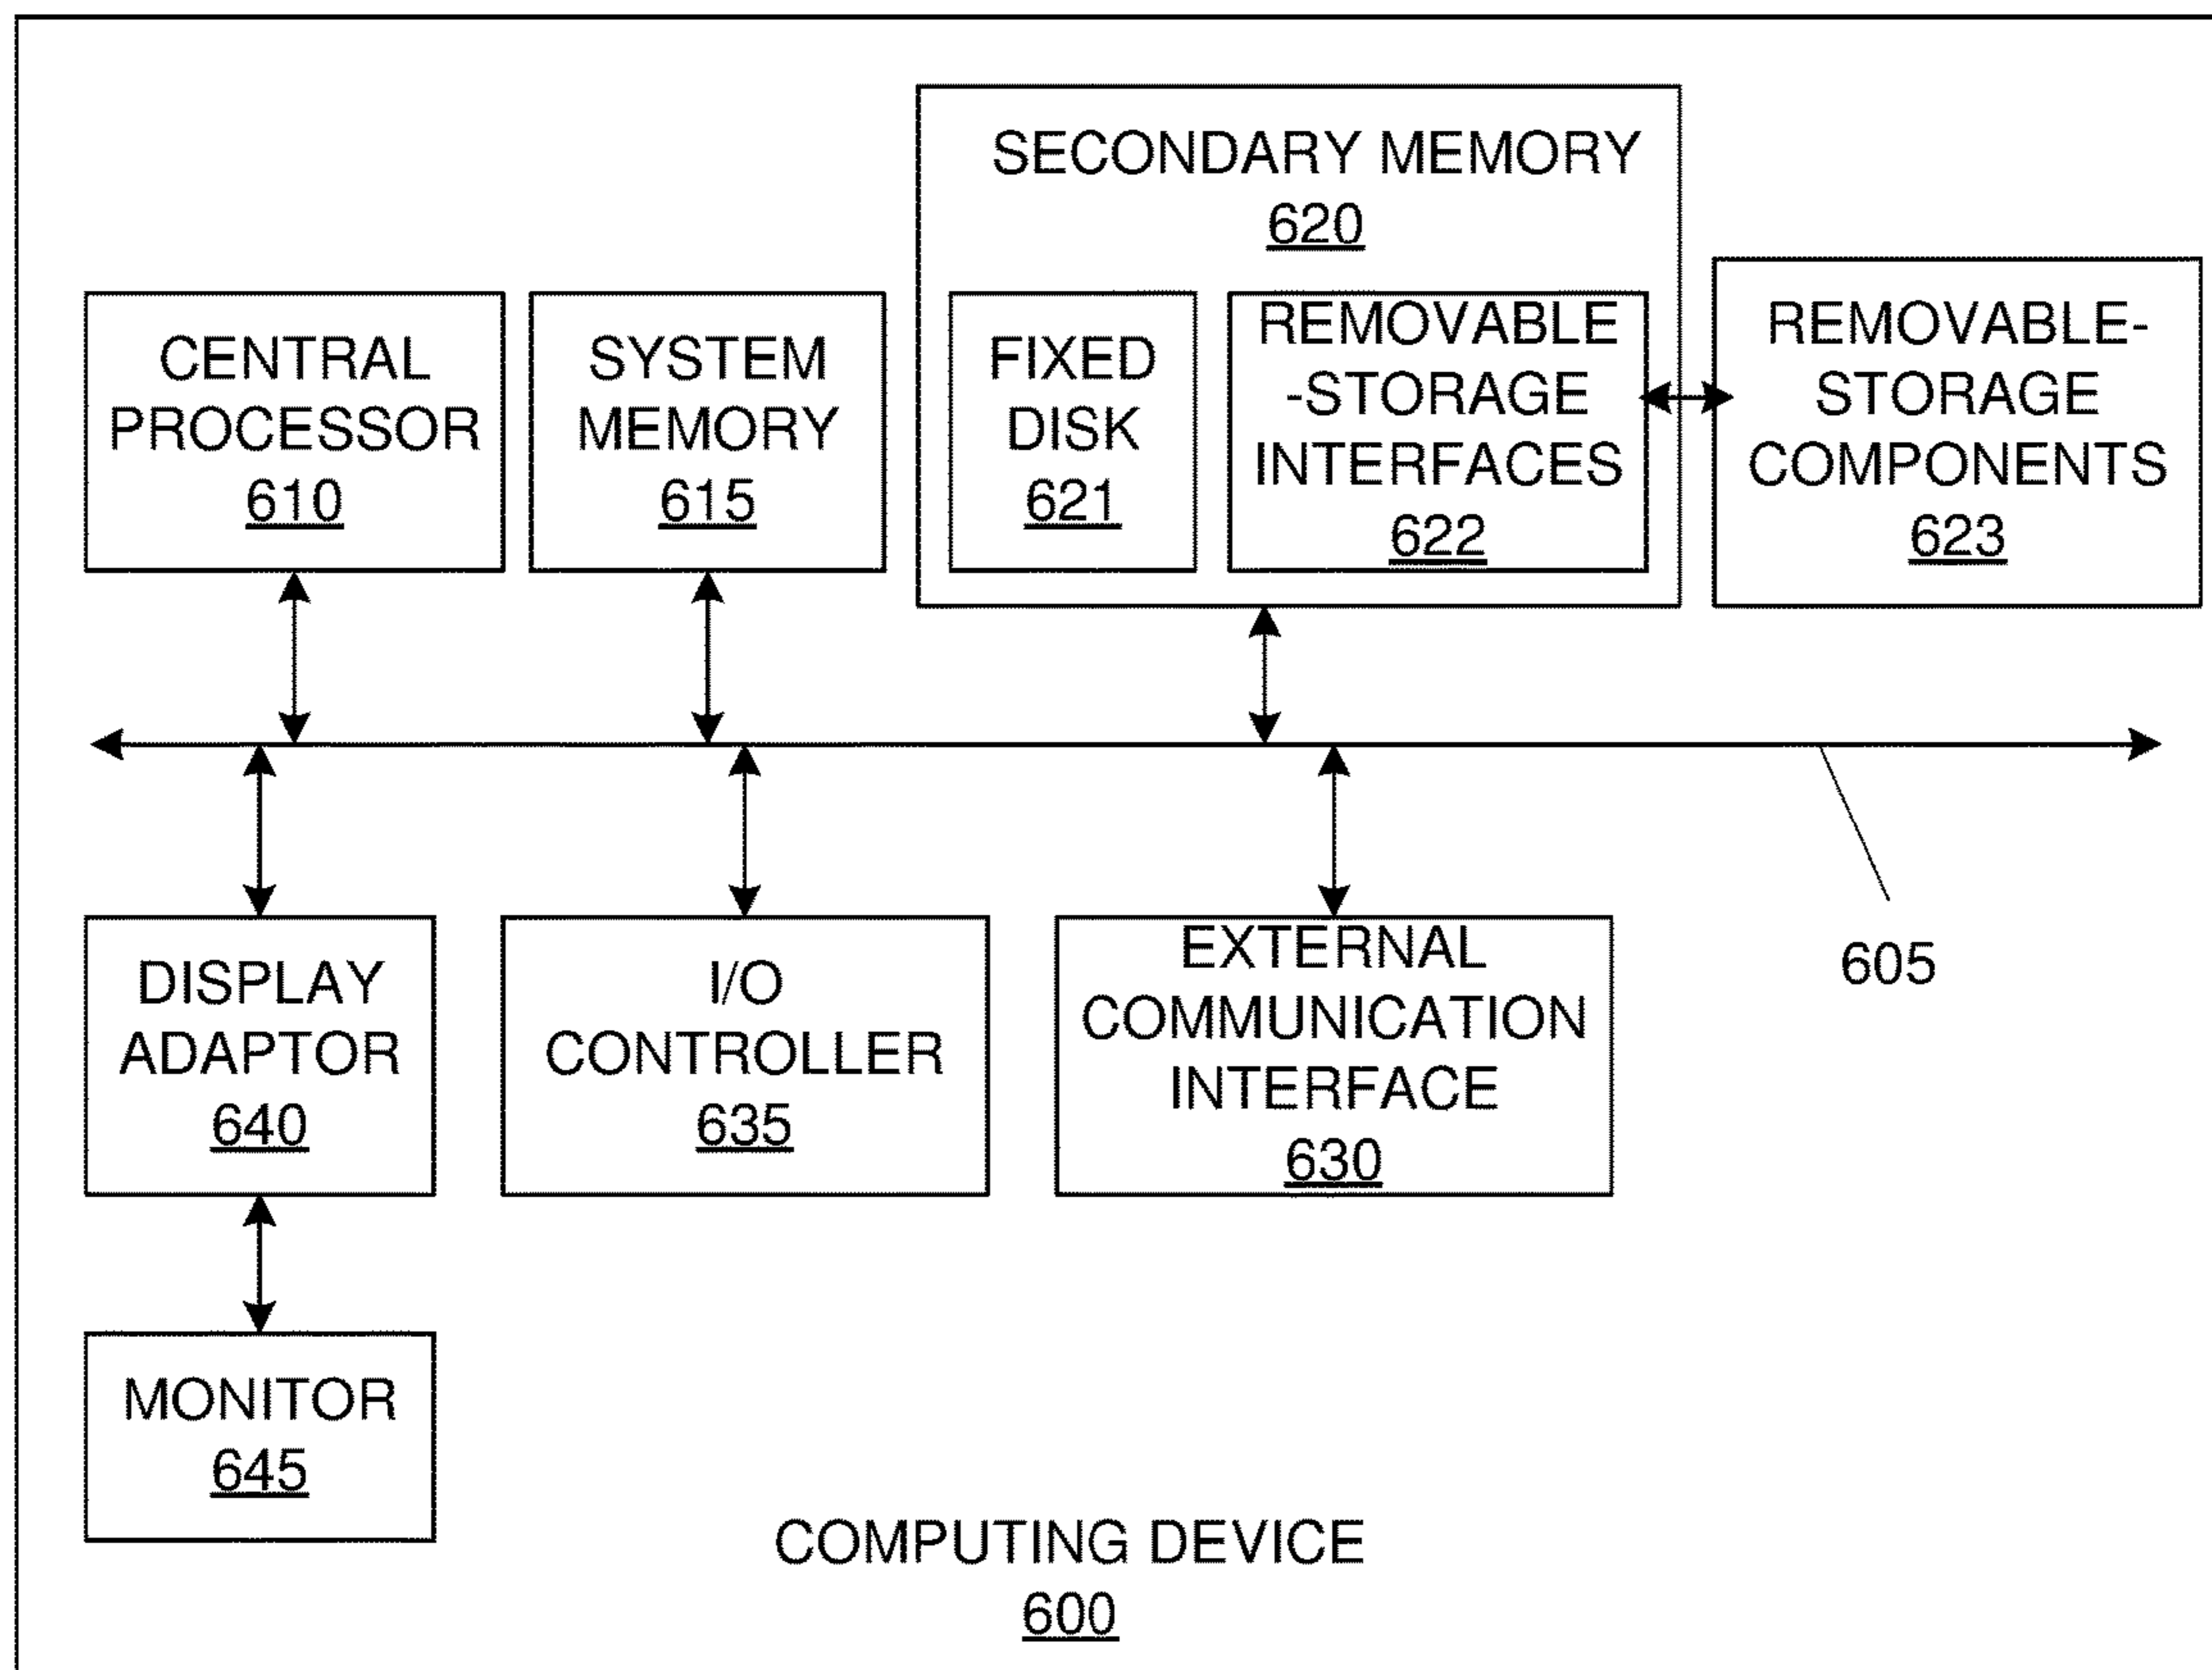 SECONDARY MEMORY
620
CENTRAL
PROCESSOR
610
SYSTEM
MEMORY
615
FIXED
DISK
621
REMOVABLE
-STORAGE
INTERFACES
622
REMOVABLE-
STORAGE
COMPONENTS
623
605
DISPLAY
ADAPTOR
640
I/O
CONTROLLER
635
EXTERNAL
COMMUNICATION
INTERFACE
630
MONITOR
645
COMPUTING DEVICE
600